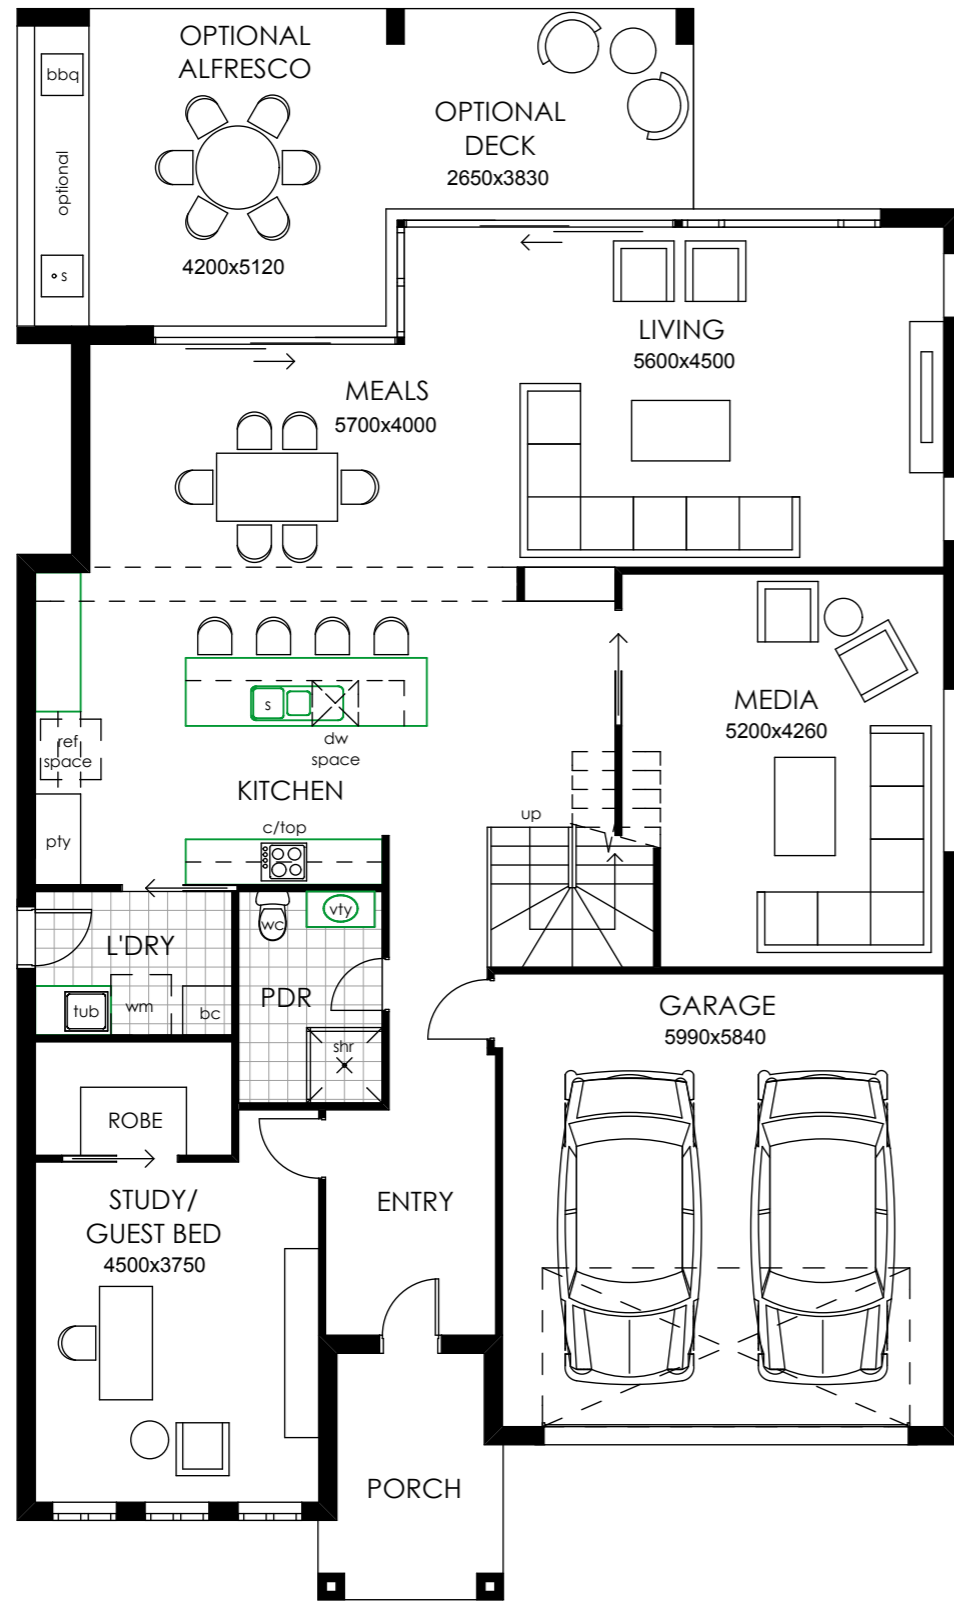 OPTIONAL
ALFRESCO
bbq
optional
s
4200x5120
OPTIONAL
DECK
2650x3830
LIVING
5600x4500
MEALS
5700x4000
MEDIA
5200x4260
s
dw
space
ref
space
KITCHEN
pty
c/top
up
L'DRY
tub
wm
bc
wc
vty
PDR
shr
GARAGE
5990x5840
ROBE
STUDY/
GUEST BED
4500x3750
ENTRY
PORCH